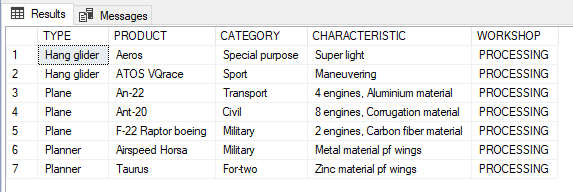 Results Messages
TYPE PRODUCT CATEGORY CHARACTERISTIC WORKSHOP
1 Hang glider Aeros Special purpose Super light PROCESSING
2 Hang glider ATOS VQrace Sport Maneuvering PROCESSING
3 Plane An-22 Transport 4 engines, Aluminium material PROCESSING
4 Plane Ant-20 Civil 8 engines, Corrugation material PROCESSING
5 Plane F-22 Raptor boeing Military 2 engines, Carbon fiber material PROCESSING
6 Planner Airspeed Horsa Military Metal material pf wings PROCESSING
7 Planner Taurus For-two Zinc material pf wings PROCESSING